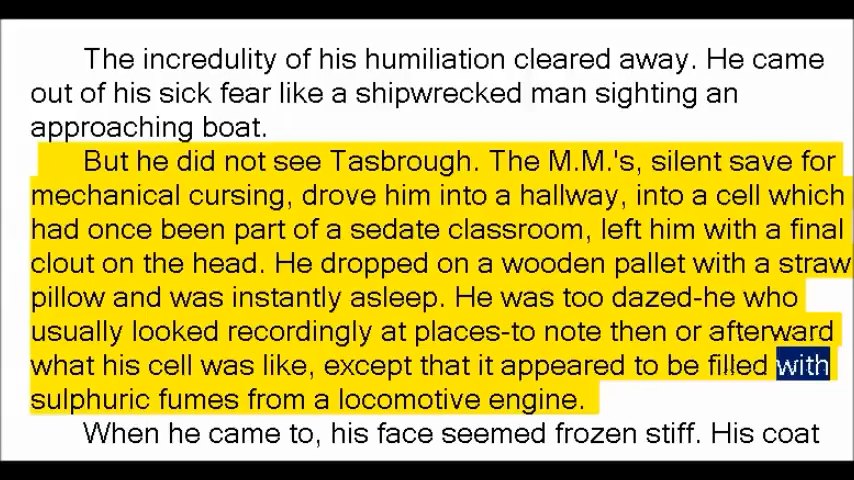 The incredulity of his humiliation cleared away. He came
out of his sick fear like a shipwrecked man sighting an
approaching boat.
But he did not see Tasbrough. The M.M.'s, silent save for
mechanical cursing, drove him into a hallway, into a cell which
had once been part of a sedate classroom, left him with a final
clout on the head. He dropped on a wooden pallet with a straw
pillow and was instantly asleep. He was too dazed-he who
usually looked recordingly at places-to note then or afterward
what his cell was like, except that it appeared to be filled with
sulphuric fumes from a locomotive engine.
When he came to, his face seemed frozen stiff. His coat